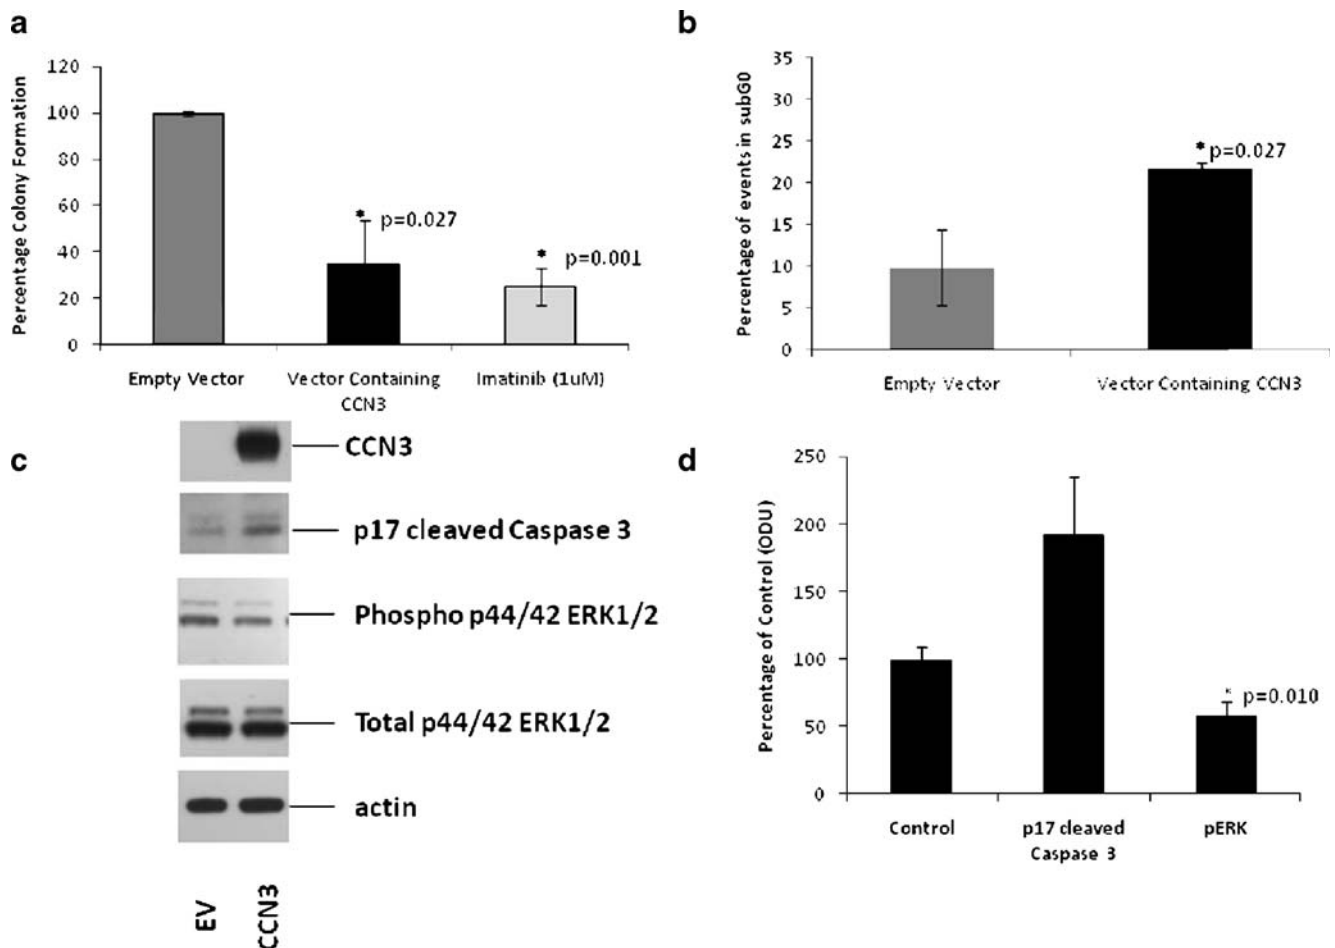 a
Percentage Colony Formation
120
100
80
60
40
20
0
* p=0.027
* p=0.001
Empty Vector
Vector Containing
CCN3
Imatinib (1uM)
b
Percentage of events in subG0
35
30
25
20
15
10
5
0
* p=0.027
Empty Vector
Vector Containing CCN3
c
CCN3
p17 cleaved Caspase 3
Phospho p44/42 ERK1/2
Total p44/42 ERK1/2
actin
EV
CCN3
d
Percentage of Control (ODU)
250
200
150
100
50
0
* p=0.010
Control
p17 cleaved
Caspase 3
pERK